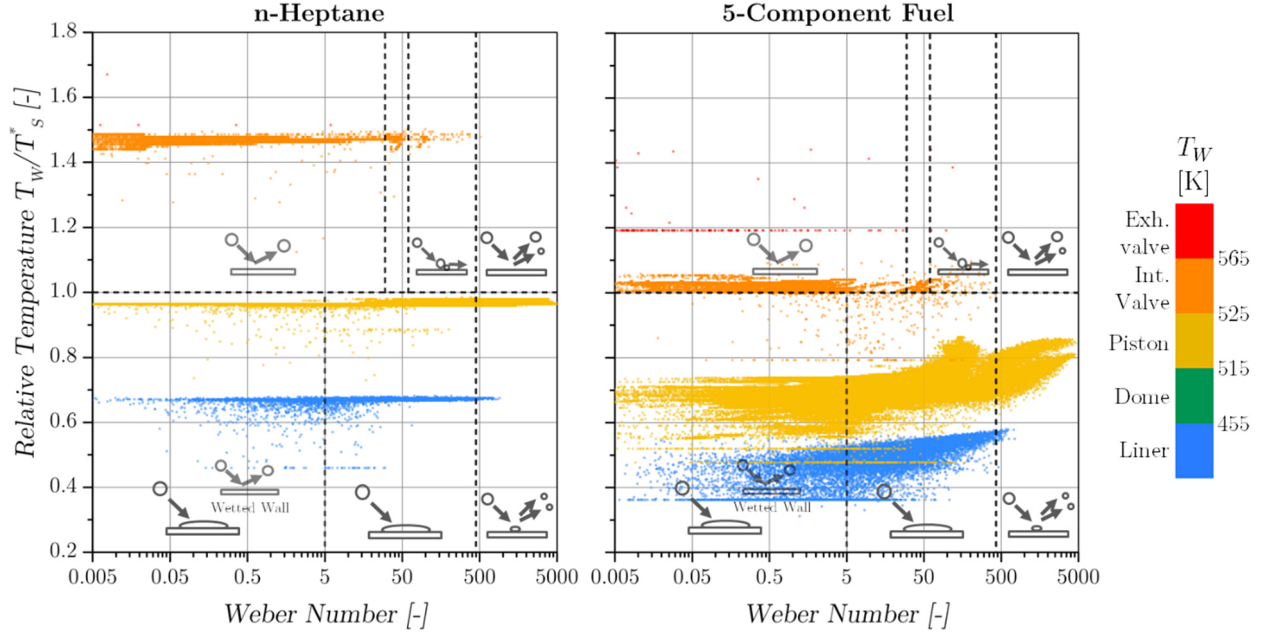 n-Heptane
5-Component Fuel
Relative Temperature T_W/T*_S [-]
1.8
1.6
1.4
1.2
1.0
0.8
0.6
0.4
0.2
Wetted Wall
Wetted Wall
0.005 0.05 0.5 5 50 500 5000
0.005 0.05 0.5 5 50 500 5000
Weber Number [-]
Weber Number [-]
T_W
[K]
Exh.
valve
565
Int.
Valve
525
Piston
515
Dome
455
Liner